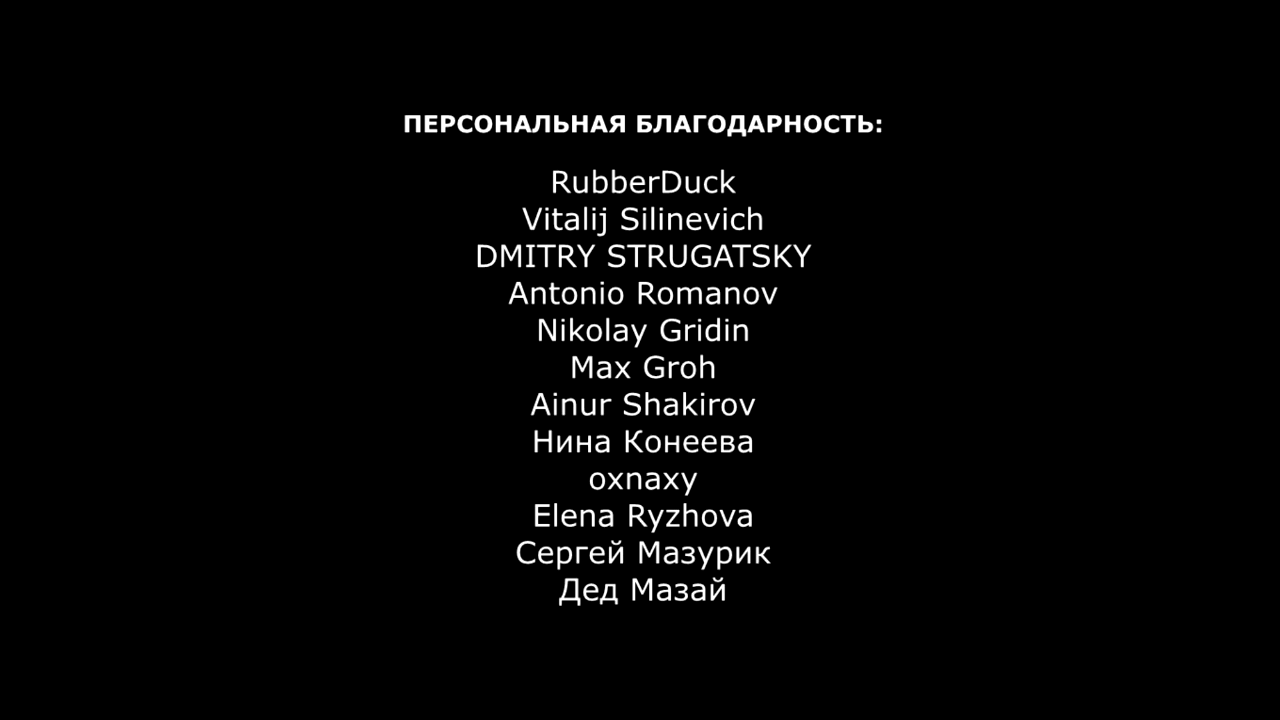 ПЕРСОНАЛЬНАЯ БЛАГОДАРНОСТЬ:
RubberDuck
Vitalij Silinevich
DMITRY STRUGATSKY
Antonio Romanov
Nikolay Gridin
Max Groh
Ainur Shakirov
Нина Конеева
oxnaxy
Elena Ryzhova
Сергей Мазурик
Дед Мазай